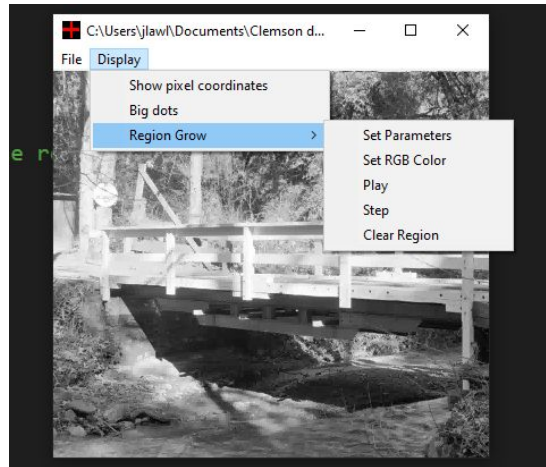 C:\Users\jlawl\Documents\Clemson d...
File Display
Show pixel coordinates
Big dots
Region Grow
Set Parameters
Set RGB Color
Play
Step
Clear Region
e r